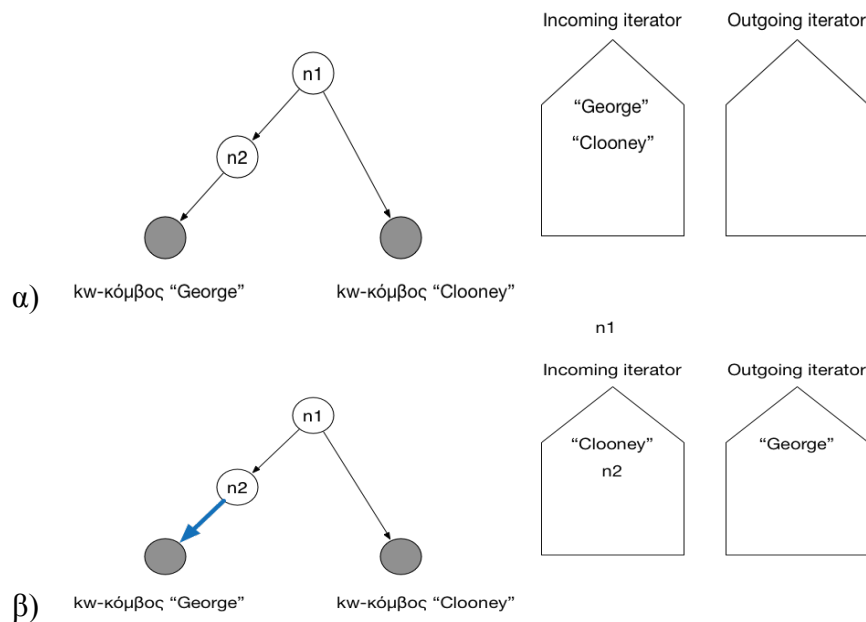 Incoming iterator Outgoing iterator
n1
“George”
“Clooney”
n2
α)
kw-κόμβος “George” kw-κόμβος “Clooney”
n1
Incoming iterator Outgoing iterator
n1
“Clooney” “George”
n2 n2
β)
kw-κόμβος “George” kw-κόμβος “Clooney”